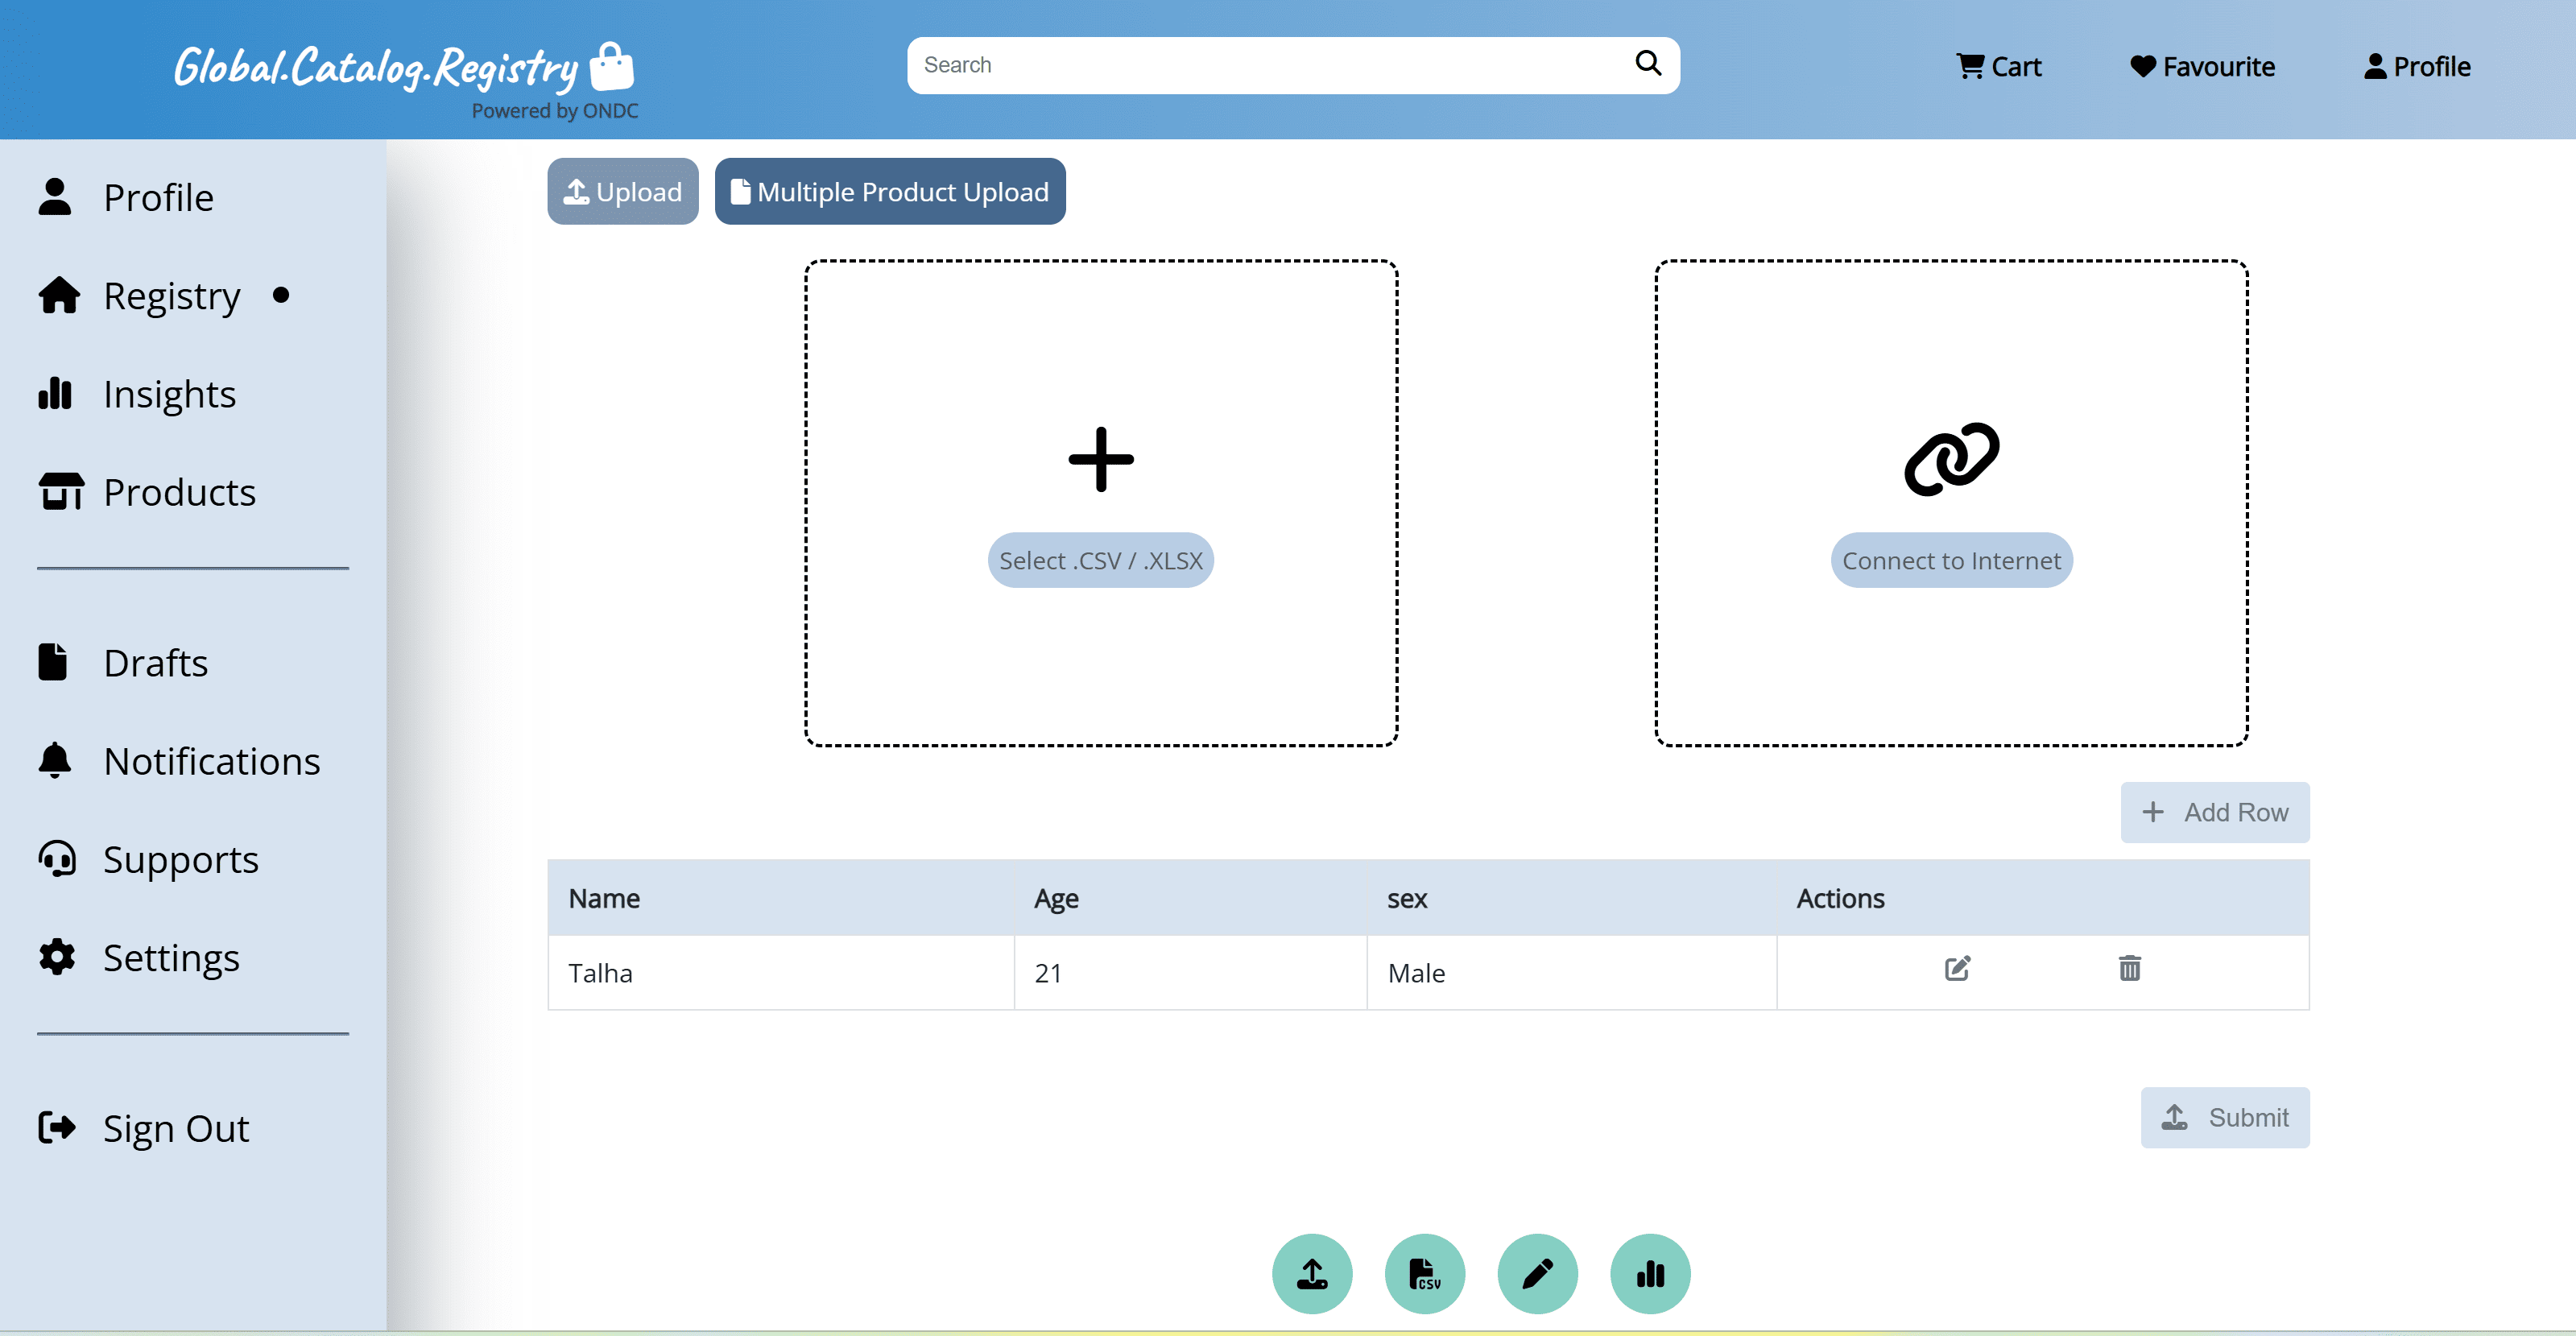 Global.Catalog.Registry
Powered by ONDC
Search
Cart
Favourite
Profile
Profile
Registry
Insights
Products
Drafts
Notifications
Supports
Settings
Sign Out
Upload
Multiple Product Upload
Select .CSV / .XLSX
Connect to Internet
Add Row
Name Age sex Actions
Talha 21 Male
Submit
CSV